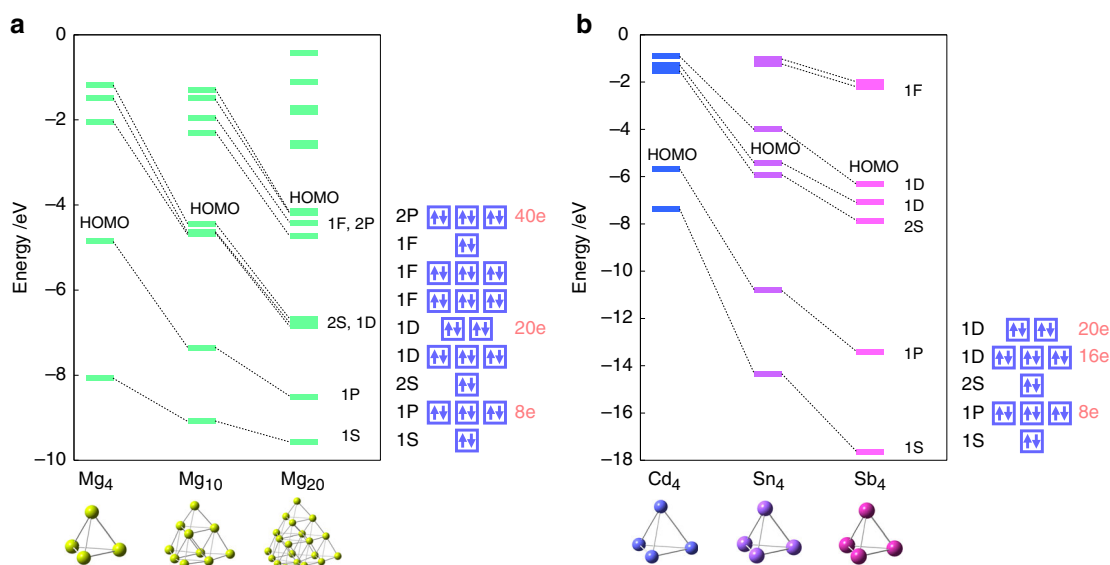 a
Energy /eV
0
−2
−4
−6
−8
−10
HOMO
HOMO
HOMO
1F, 2P
2S, 1D
1P
1S
2P 40e
1F
1F
1F
1D 20e
1D
2S
1P 8e
1S
Mg4 Mg10 Mg20
b
Energy /eV
0
−2
−4
−6
−8
−10
−12
−14
−16
−18
HOMO
HOMO
HOMO
1F
1D
1D
2S
1P
1S
1D 20e
1D 16e
2S
1P 8e
1S
Cd4 Sn4 Sb4